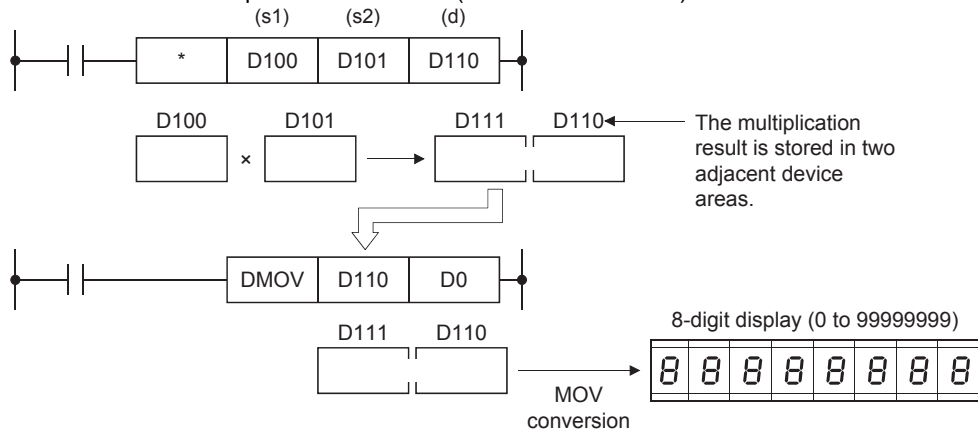 (s1) (s2) (d)
* D100 D101 D110
D100 D101 D111 D110
× 
The multiplication
result is stored in two
adjacent device
areas.
DMOV D110 D0
8-digit display (0 to 99999999)
D111 D110
8 8 8 8 8 8 8 8
MOV
conversion